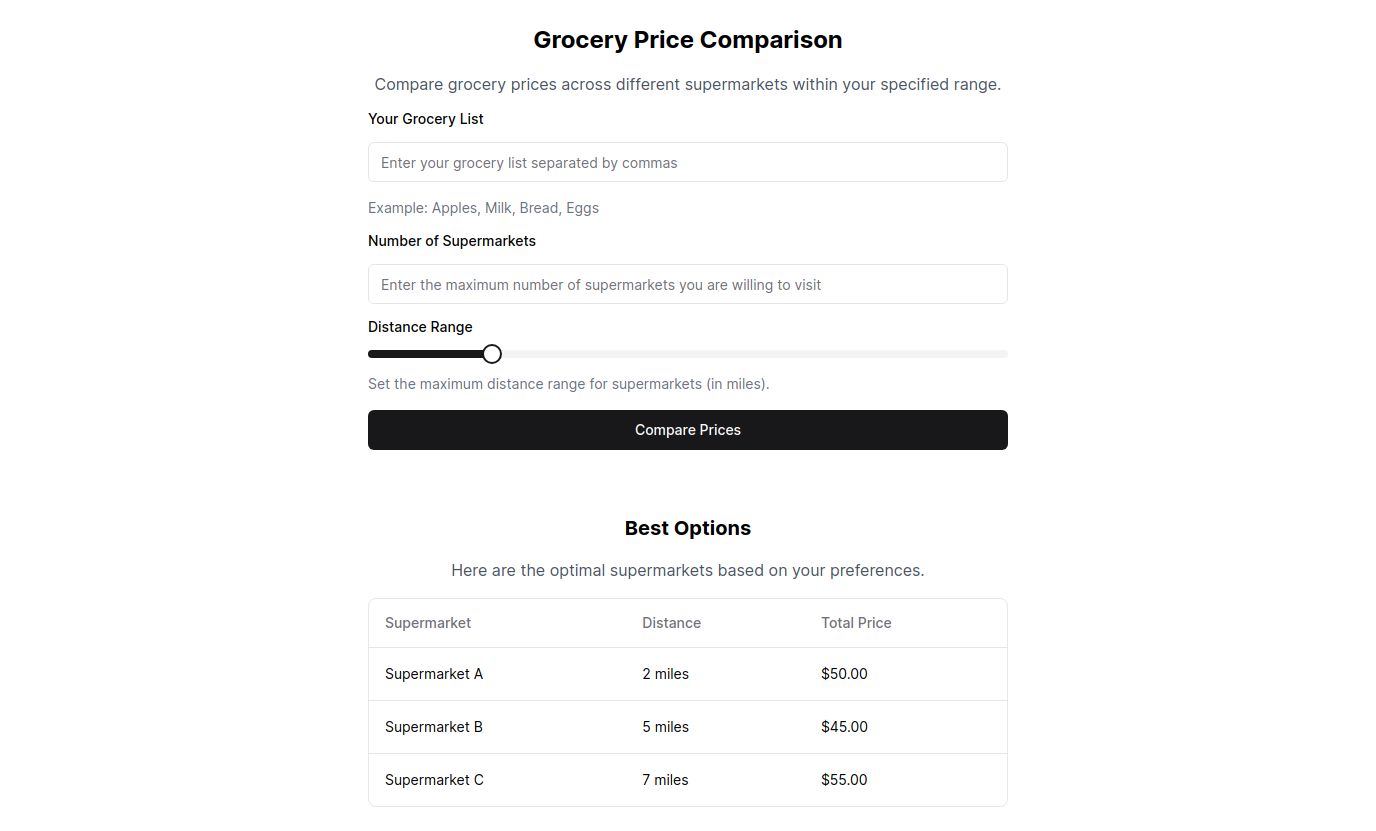 Grocery Price Comparison
Compare grocery prices across different supermarkets within your specified range.
Your Grocery List
Enter your grocery list separated by commas
Example: Apples, Milk, Bread, Eggs
Number of Supermarkets
Enter the maximum number of supermarkets you are willing to visit
Distance Range
Set the maximum distance range for supermarkets (in miles).
Compare Prices
Best Options
Here are the optimal supermarkets based on your preferences.
Supermarket Distance Total Price
Supermarket A 2 miles $50.00
Supermarket B 5 miles $45.00
Supermarket C 7 miles $55.00